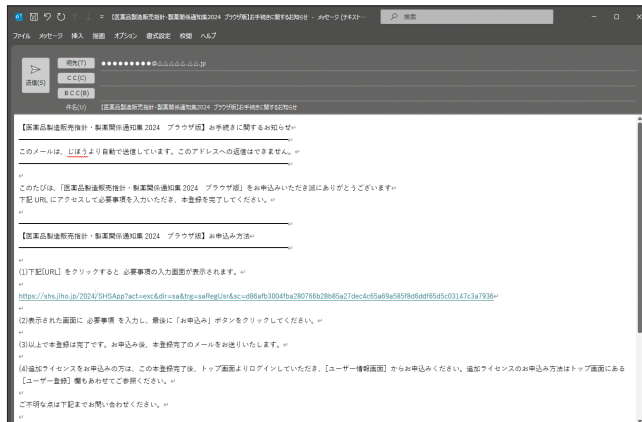 【医薬品製造販売指針・製薬関係通知集2024 ブラウザ版】お手続きに関するお知らせ - メッセージ (テキスト…
検索
ファイル メッセージ 挿入 描画 オプション 書式設定 校閲 ヘルプ
送信(S)
宛先(T) ●●●●●●●●●@△△△△△.△△.jp
CC(C)
BCC(B)
件名(U) 【医薬品製造販売指針・製薬関係通知集2024 ブラウザ版】お手続きに関するお知らせ
【医薬品製造販売指針・製薬関係通知集 2024 ブラウザ版】お手続きに関するお知らせ
このメールは、じほうより自動で送信しています。このアドレスへの返信はできません。
このたびは、「医薬品製造販売指針・製薬関係通知集 2024 ブラウザ版」をお申込みいただき誠にありがとうございます
下記 URL にアクセスして必要事項を入力いただき、本登録を完了してください。
【医薬品製造販売指針・製薬関係通知集 2024 ブラウザ版】お申込み方法
(1)下記[URL] をクリックすると 必要事項の入力画面が表示されます。
https://shs.jiho.jp/2024/SHSApp?act=exc&dir=sa&trg=saRegUsr&sc=d86afb3004fba280766b28b85a27dec4c65a69a585f8d6ddf65d5c03147c3a7936
(2)表示された画面に 必要事項 を入力し、最後に「お申込み」ボタンをクリックしてください。
(3)以上で本登録は完了です。お申込み後、本登録完了のメールをお送りいたします。
(4)追加ライセンスをお申込みの方は、この本登録完了後、トップ画面よりログインしていただき、[ユーザー情報画面] からお申込みください。追加ライセンスのお申込み方法はトップ画面にある
[ユーザー登録] 欄もあわせてご参照ください。
ご不明な点は下記までお問い合わせください。